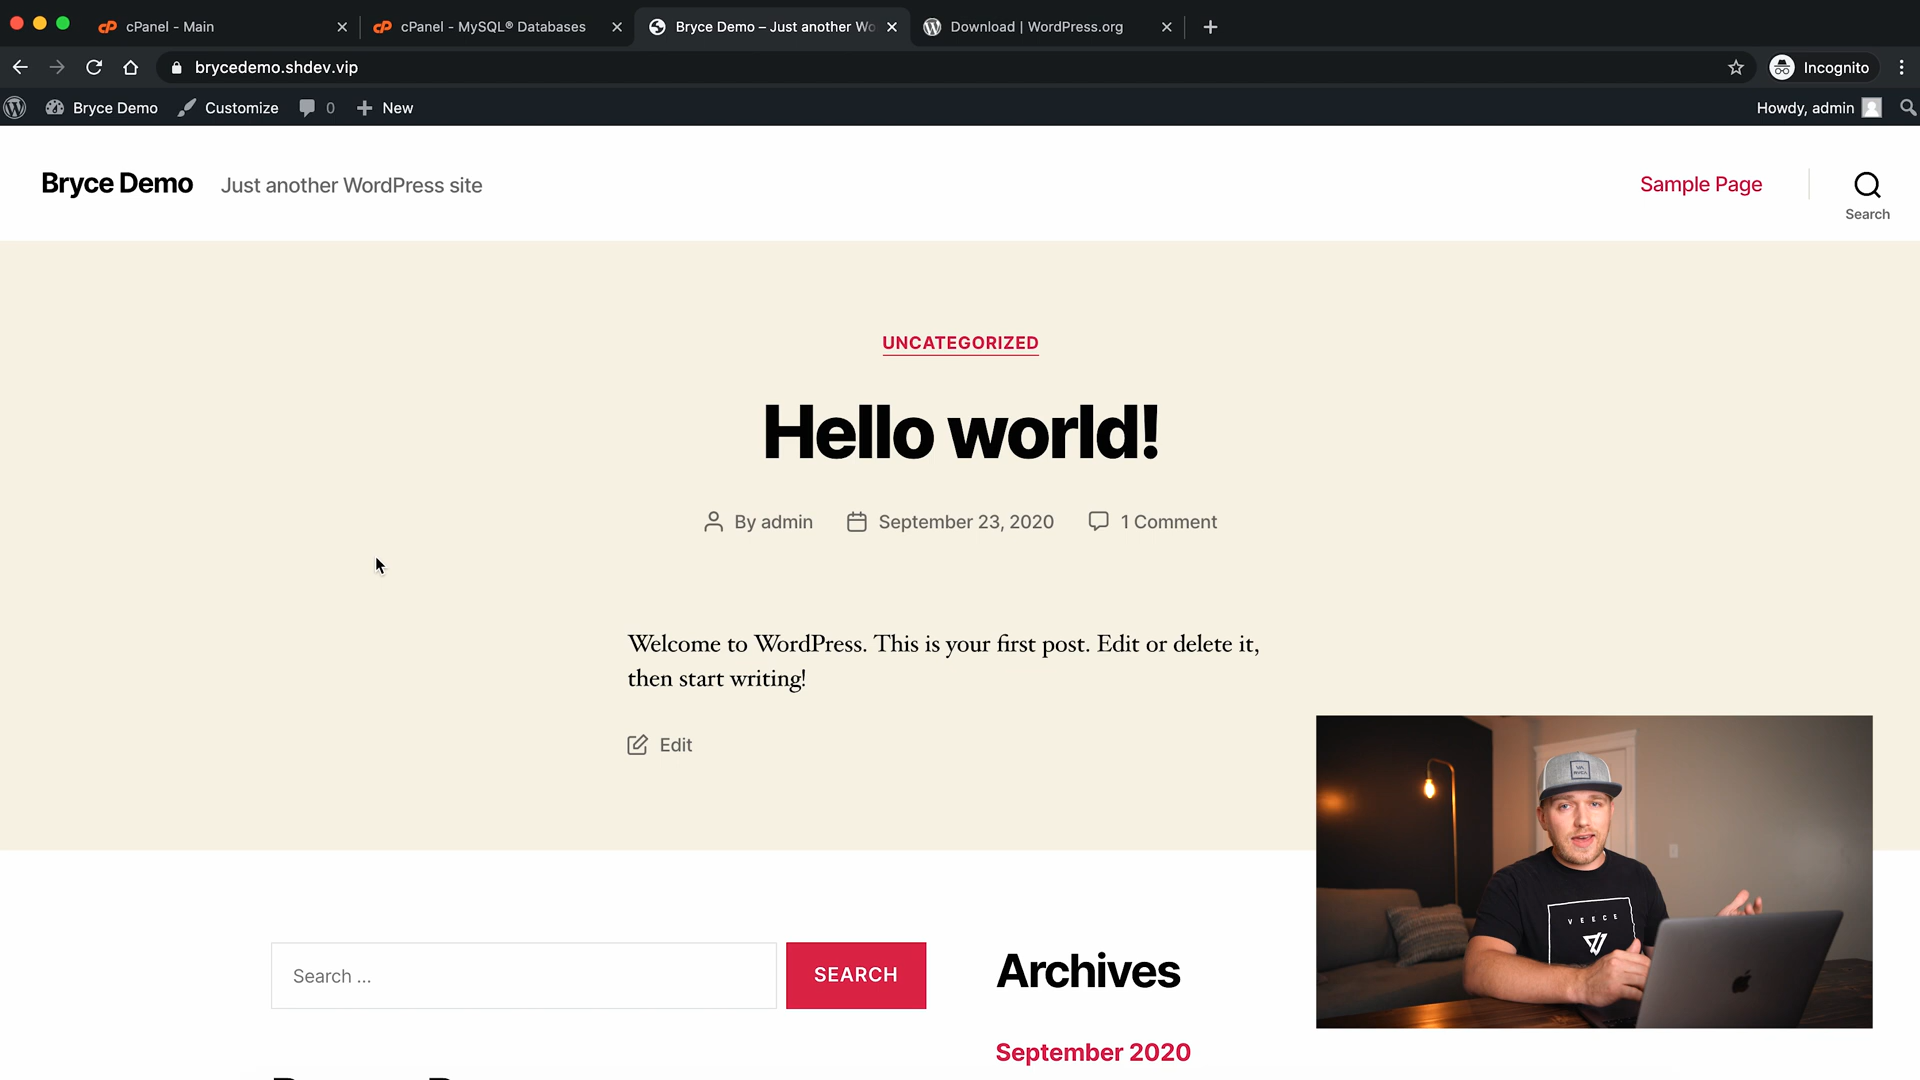 cPanel - Main
cPanel - MySQL® Databases
Bryce Demo – Just another Wo
Download | WordPress.org
brycedemo.shdev.vip
Incognito
Bryce Demo
Customize
0
New
Howdy, admin
Bryce Demo
Just another WordPress site
Sample Page
Search
UNCATEGORIZED
Hello world!
By admin
September 23, 2020
1 Comment
Welcome to WordPress. This is your first post. Edit or delete it,
then start writing!
Edit
VEECE
Search ...
SEARCH
Archives
September 2020